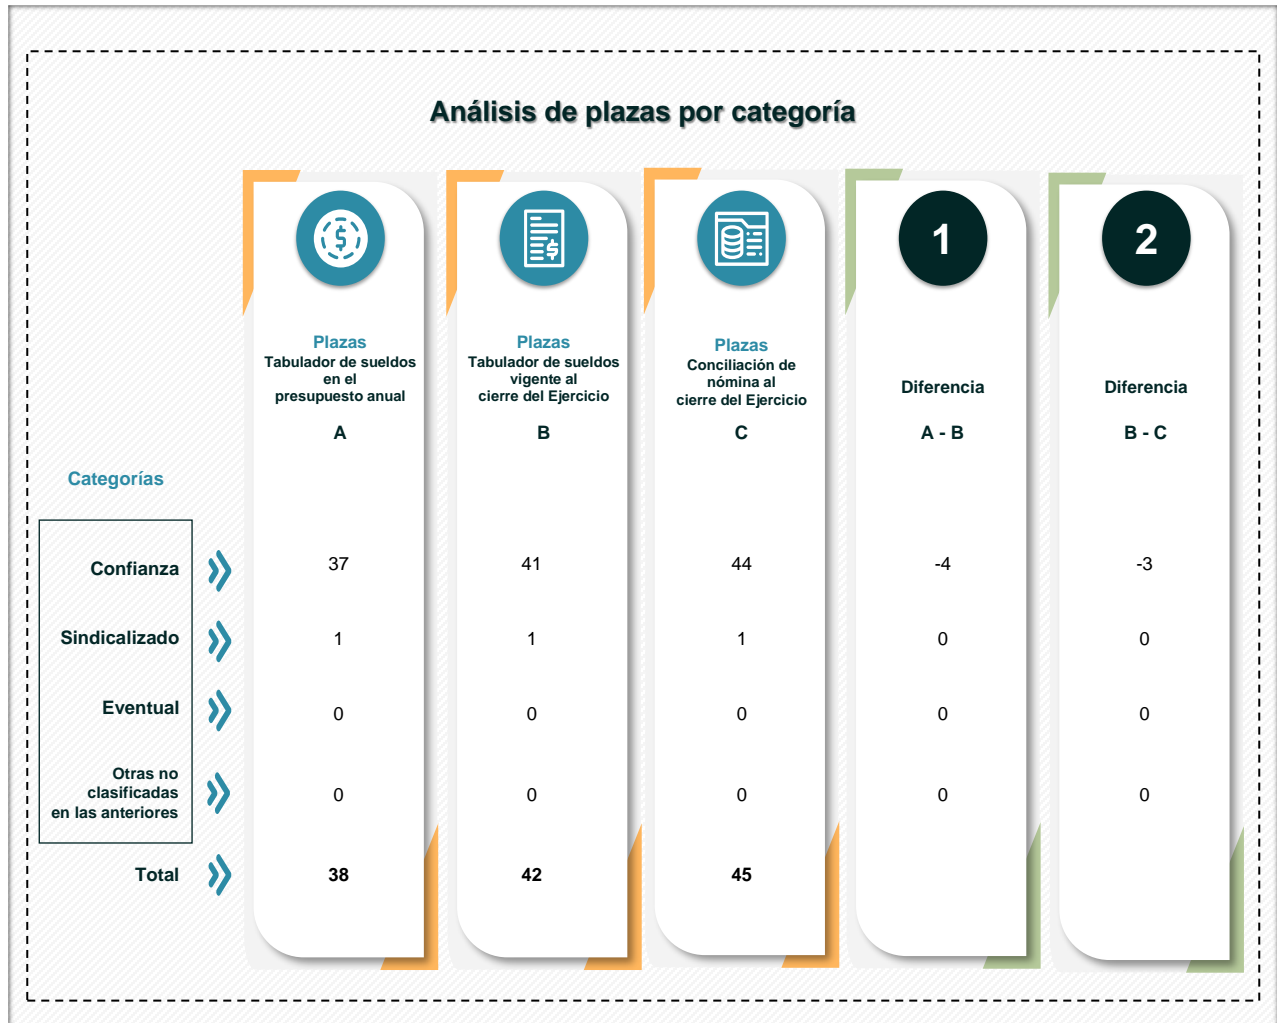 Análisis de plazas por categoría
1
2
Plazas
Tabulador de sueldos
en el
presupuesto anual
A
Plazas
Tabulador de sueldos
vigente al
cierre del Ejercicio
B
Plazas
Conciliación de
nómina al
cierre del Ejercicio
C
Diferencia
A - B
Diferencia
B - C
Categorías
Confianza 37 41 44 -4 -3
Sindicalizado 1 1 1 0 0
Eventual 0 0 0 0 0
Otras no
clasificadas
en las anteriores 0 0 0 0 0
Total 38 42 45